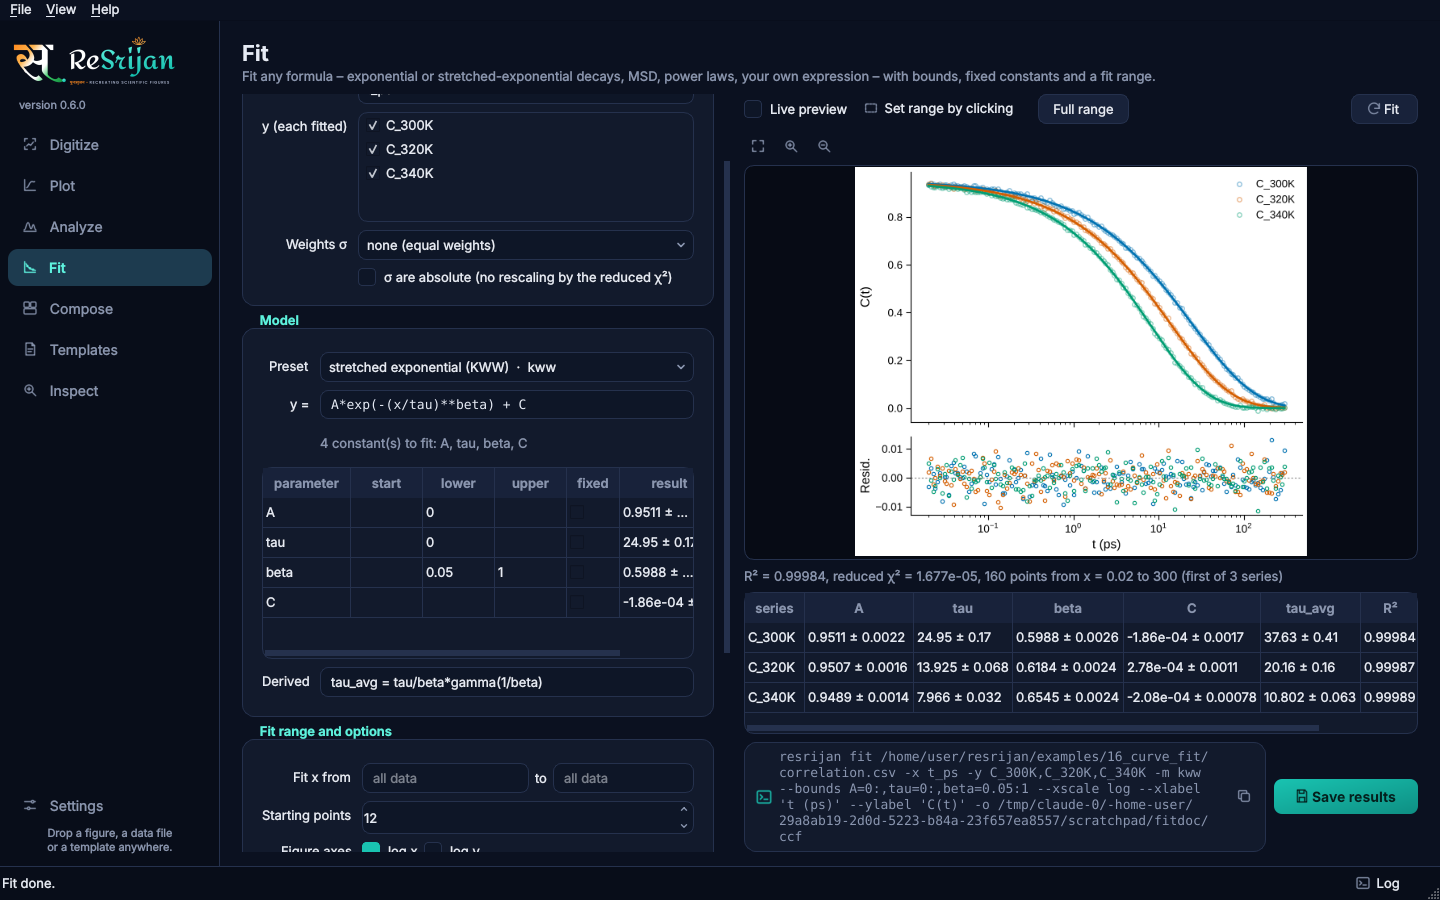 File View Help
स ReSrijan
RECREATING SCIENTIFIC FIGURES
version 0.6.0
Digitize
Plot
Analyze
Fit
Compose
Templates
Inspect
Settings
Drop a figure, a data file
or a template anywhere.
Fit
Fit any formula – exponential or stretched-exponential decays, MSD, power laws, your own expression – with bounds, fixed constants and a fit range.
y (each fitted)
✓ C_300K
✓ C_320K
✓ C_340K
Weights σ none (equal weights)
σ are absolute (no rescaling by the reduced χ²)
Model
Preset stretched exponential (KWW) · kww
y = A*exp(-(x/tau)**beta) + C
4 constant(s) to fit: A, tau, beta, C
parameter start lower upper fixed result
A 0 0.9511 ± ...
tau 0 24.95 ± 0.17
beta 0.05 1 0.5988 ± ...
C -1.86e-04 ±
Derived tau_avg = tau/beta*gamma(1/beta)
Fit range and options
Fit x from all data to all data
Starting points 12
Figure axes log x log y
Live preview Set range by clicking Full range Fit
C_300K
C_320K
C_340K
0.8
0.6
0.4
0.2
0.0
C(t)
0.01
0.00
−0.01
Resid.
10⁻¹ 10⁰ 10¹ 10²
t (ps)
R² = 0.99984, reduced χ² = 1.677e-05, 160 points from x = 0.02 to 300 (first of 3 series)
series A tau beta C tau_avg R²
C_300K 0.9511 ± 0.0022 24.95 ± 0.17 0.5988 ± 0.0026 -1.86e-04 ± 0.0017 37.63 ± 0.41 0.99984
C_320K 0.9507 ± 0.0016 13.925 ± 0.068 0.6184 ± 0.0024 2.78e-04 ± 0.0011 20.16 ± 0.16 0.99987
C_340K 0.9489 ± 0.0014 7.966 ± 0.032 0.6545 ± 0.0024 -2.08e-04 ± 0.00078 10.802 ± 0.063 0.99989
resrijan fit /home/user/resrijan/examples/16_curve_fit/
correlation.csv -x t_ps -y C_300K,C_320K,C_340K -m kww
--bounds A=0:,tau=0:,beta=0.05:1 --xscale log --xlabel
't (ps)' --ylabel 'C(t)' -o /tmp/claude-0/-home-user/
29a8ab19-2d0d-5223-b84a-23f657ea8557/scratchpad/fitdoc/
ccf
Save results
Fit done.
Log